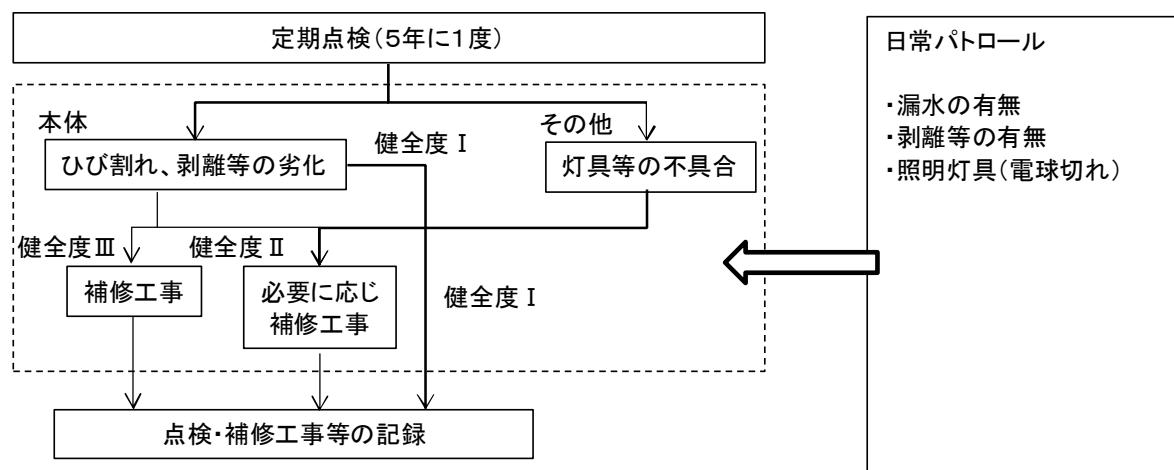 定期点検(5年に1度)
本体
健全度Ⅰ
その他
ひび割れ、剥離等の劣化
灯具等の不具合
健全度Ⅲ
健全度Ⅱ
補修工事
必要に応じ
補修工事
健全度Ⅰ
点検・補修工事等の記録
日常パトロール
・漏水の有無
・剥離等の有無
・照明灯具(電球切れ)